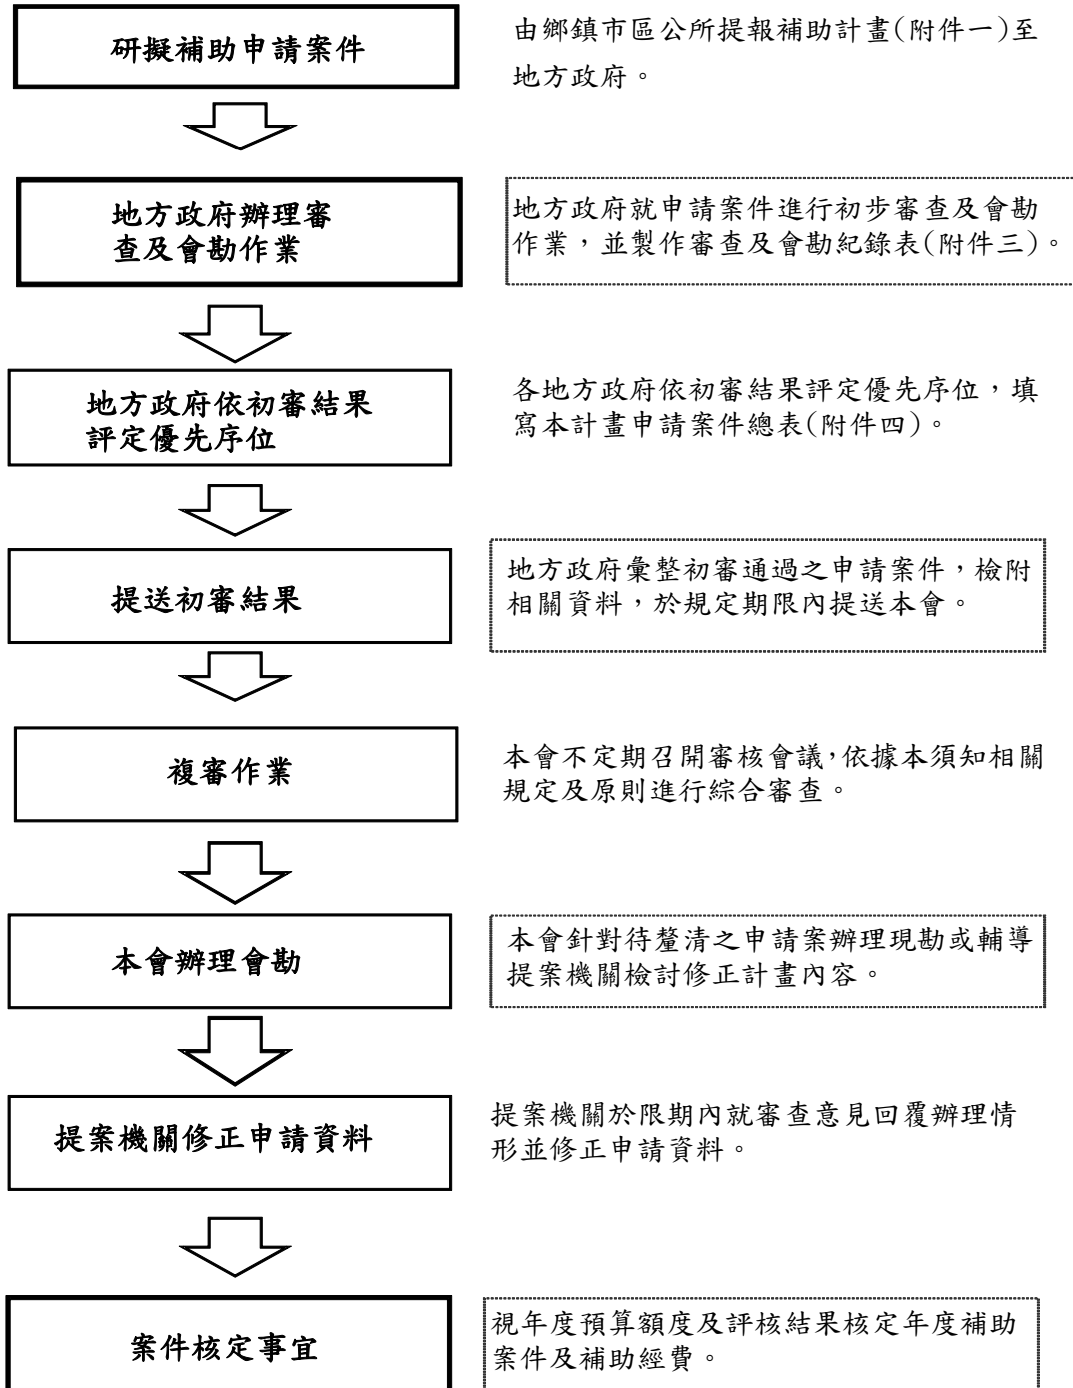 研擬補助申請案件
由鄉鎮市區公所提報補助計畫(附件一)至
地方政府。
地方政府辦理審
查及會勘作業
地方政府就申請案件進行初步審查及會勘
作業，並製作審查及會勘紀錄表(附件三)。
地方政府依初審結果
評定優先序位
各地方政府依初審結果評定優先序位，填
寫本計畫申請案件總表(附件四)。
提送初審結果
地方政府彙整初審通過之申請案件，檢附
相關資料，於規定期限內提送本會。
複審作業
本會不定期召開審核會議，依據本須知相關
規定及原則進行綜合審查。
本會辦理會勘
本會針對待釐清之申請案辦理現勘或輔導
提案機關檢討修正計畫內容。
提案機關修正申請資料
提案機關於限期內就審查意見回覆辦理情
形並修正申請資料。
案件核定事宜
視年度預算額度及評核結果核定年度補助
案件及補助經費。